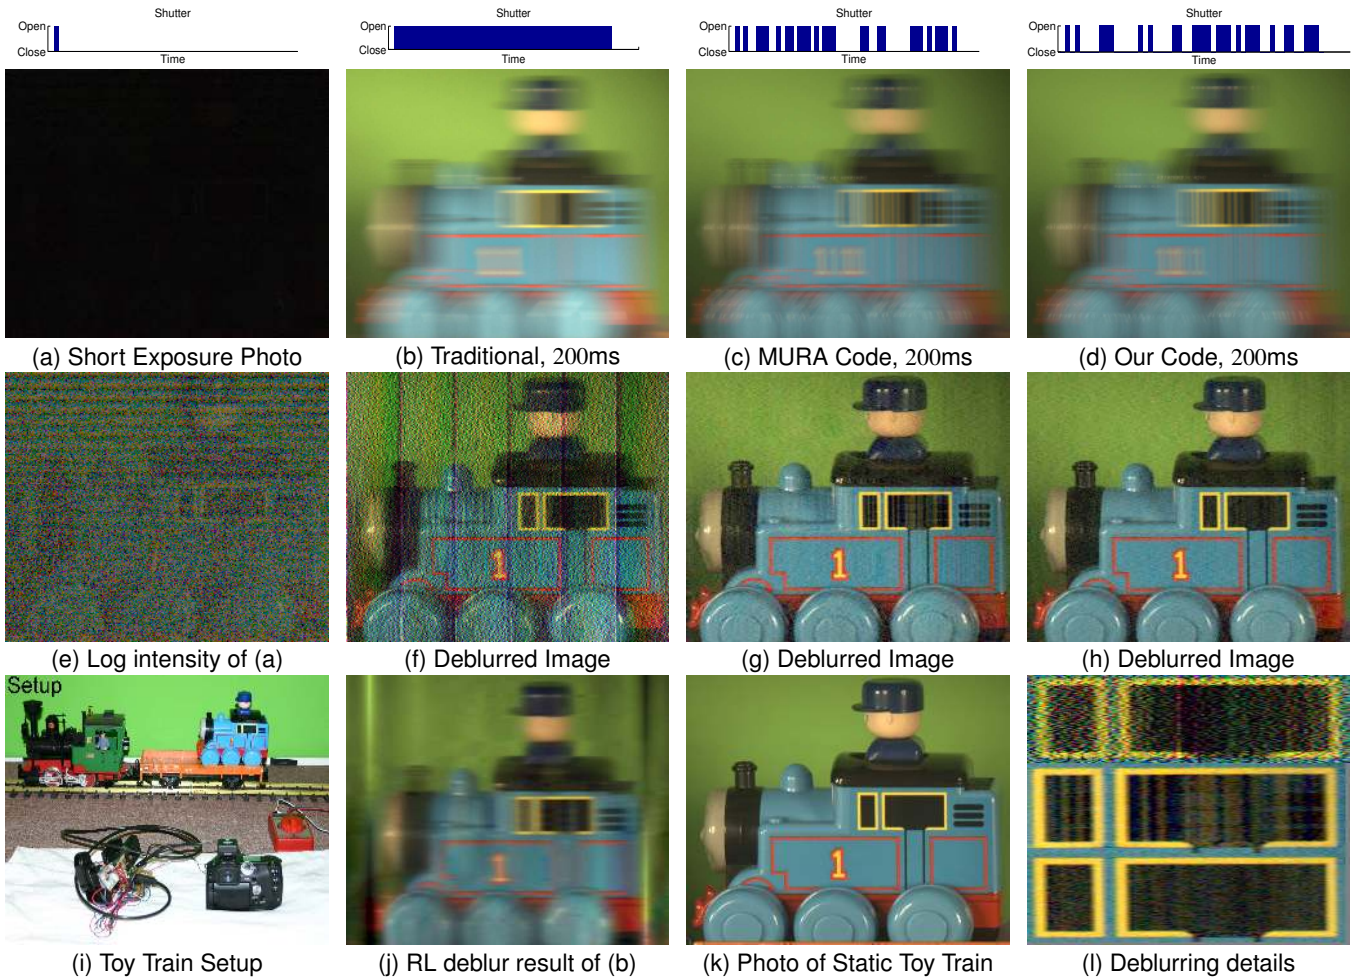 Shutter
Open
Close
Time
Shutter
Open
Close
Time
Shutter
Open
Close
Time
Shutter
Open
Close
Time
(a) Short Exposure Photo
(b) Traditional, 200ms
(c) MURA Code, 200ms
(d) Our Code, 200ms
1
1
1
(e) Log intensity of (a)
(f) Deblurred Image
(g) Deblurred Image
(h) Deblurred Image
Setup
1
1
(i) Toy Train Setup
(j) RL deblur result of (b)
(k) Photo of Static Toy Train
(l) Deblurring details